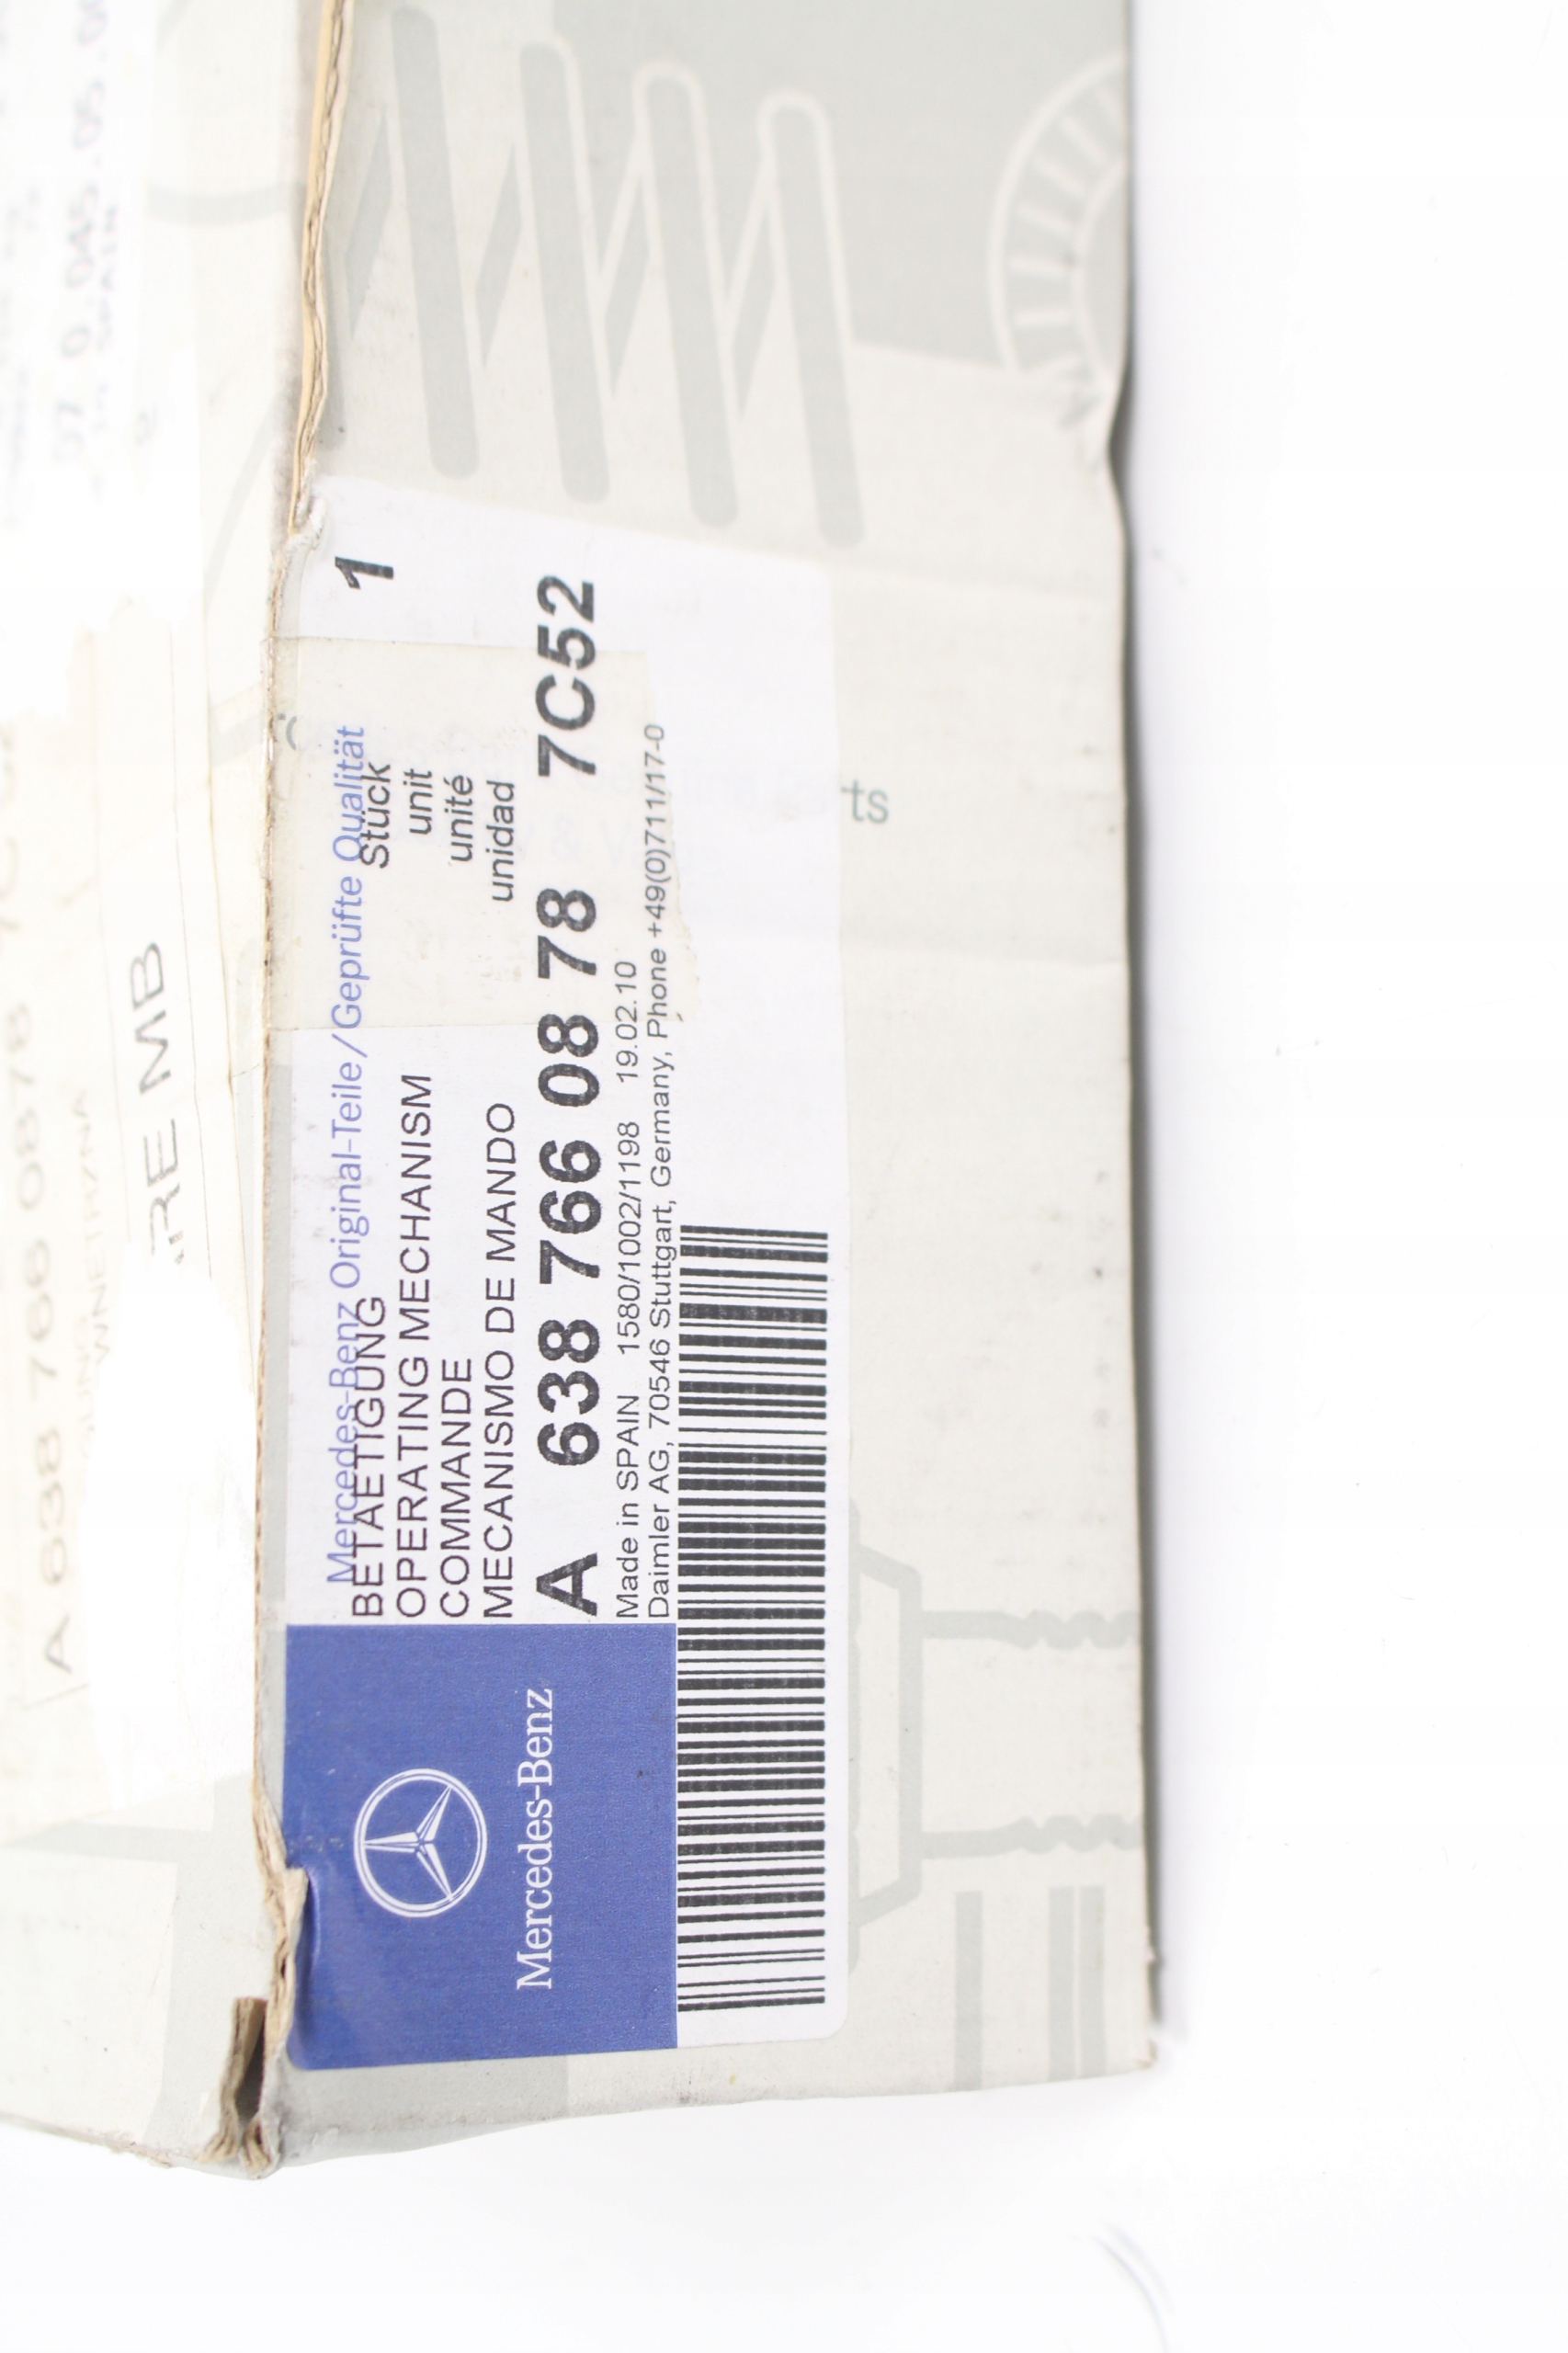 Mercedes-Benz Original-Teile/Geprüfte Qualität
BETAETIGUNG Stück 1
OPERATING MECHANISM unit
COMMANDE unité
MECANISMO DE MANDO unidad
A 638 766 08 78 7C52
Made in SPAIN 1580/1002/1198 19.02.10
Daimler AG, 70546 Stuttgart, Germany, Phone +49(0)711/17-0
Mercedes-Benz
ts
A 638 766 0878
RE MB